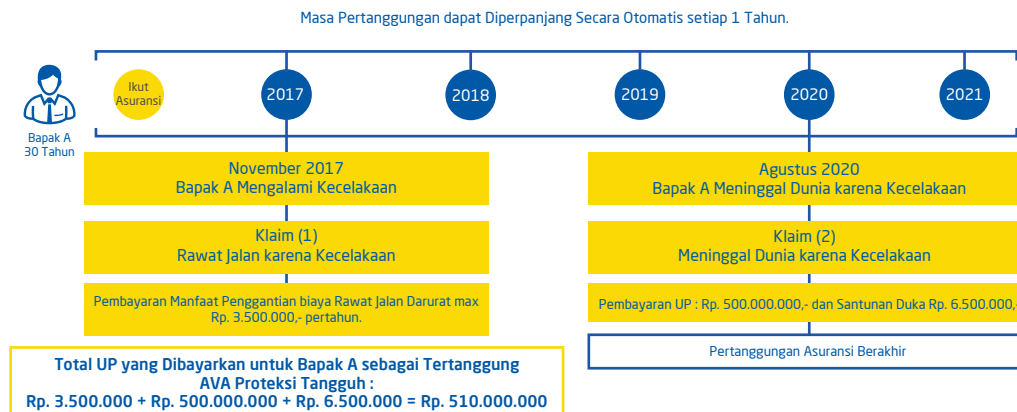 Masa Pertanggungan dapat Diperpanjang Secara Otomatis setiap 1 Tahun.
Ikut
Asuransi
2017
2018
2019
2020
2021
Bapak A
30 Tahun
November 2017
Bapak A Mengalami Kecelakaan
Agustus 2020
Bapak A Meninggal Dunia karena Kecelakaan
Klaim (1)
Rawat Jalan karena Kecelakaan
Klaim (2)
Meninggal Dunia karena Kecelakaan
Pembayaran Manfaat Penggantian biaya Rawat Jalan Darurat max
Rp. 3.500.000,- pertahun.
Pembayaran UP : Rp. 500.000.000,- dan Santunan Duka Rp. 6.500.000,
Pertanggungan Asuransi Berakhir
Total UP yang Dibayarkan untuk Bapak A sebagai Tertanggung
AVA Proteksi Tangguh :
Rp. 3.500.000 + Rp. 500.000.000 + Rp. 6.500.000 = Rp. 510.000.000